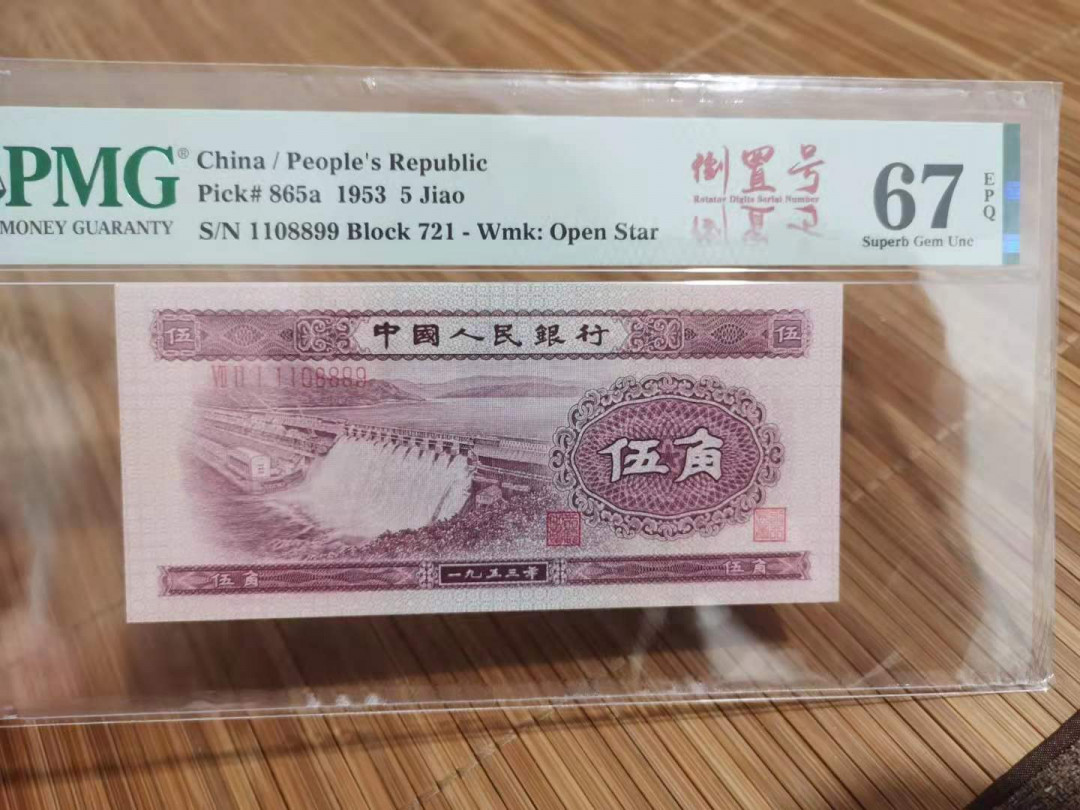 PMG®
MONEY GUARANTY
China / People's Republic
Pick# 865a 1953 5 Jiao
S/N 1108899 Block 721 - Wmk: Open Star
倒置号
Rotator Digits Serial Number
67
EPQ
Superb Gem Unc
中國人民銀行
伍
伍
VII II I 1108899
伍角
伍角
一九五三年
伍角